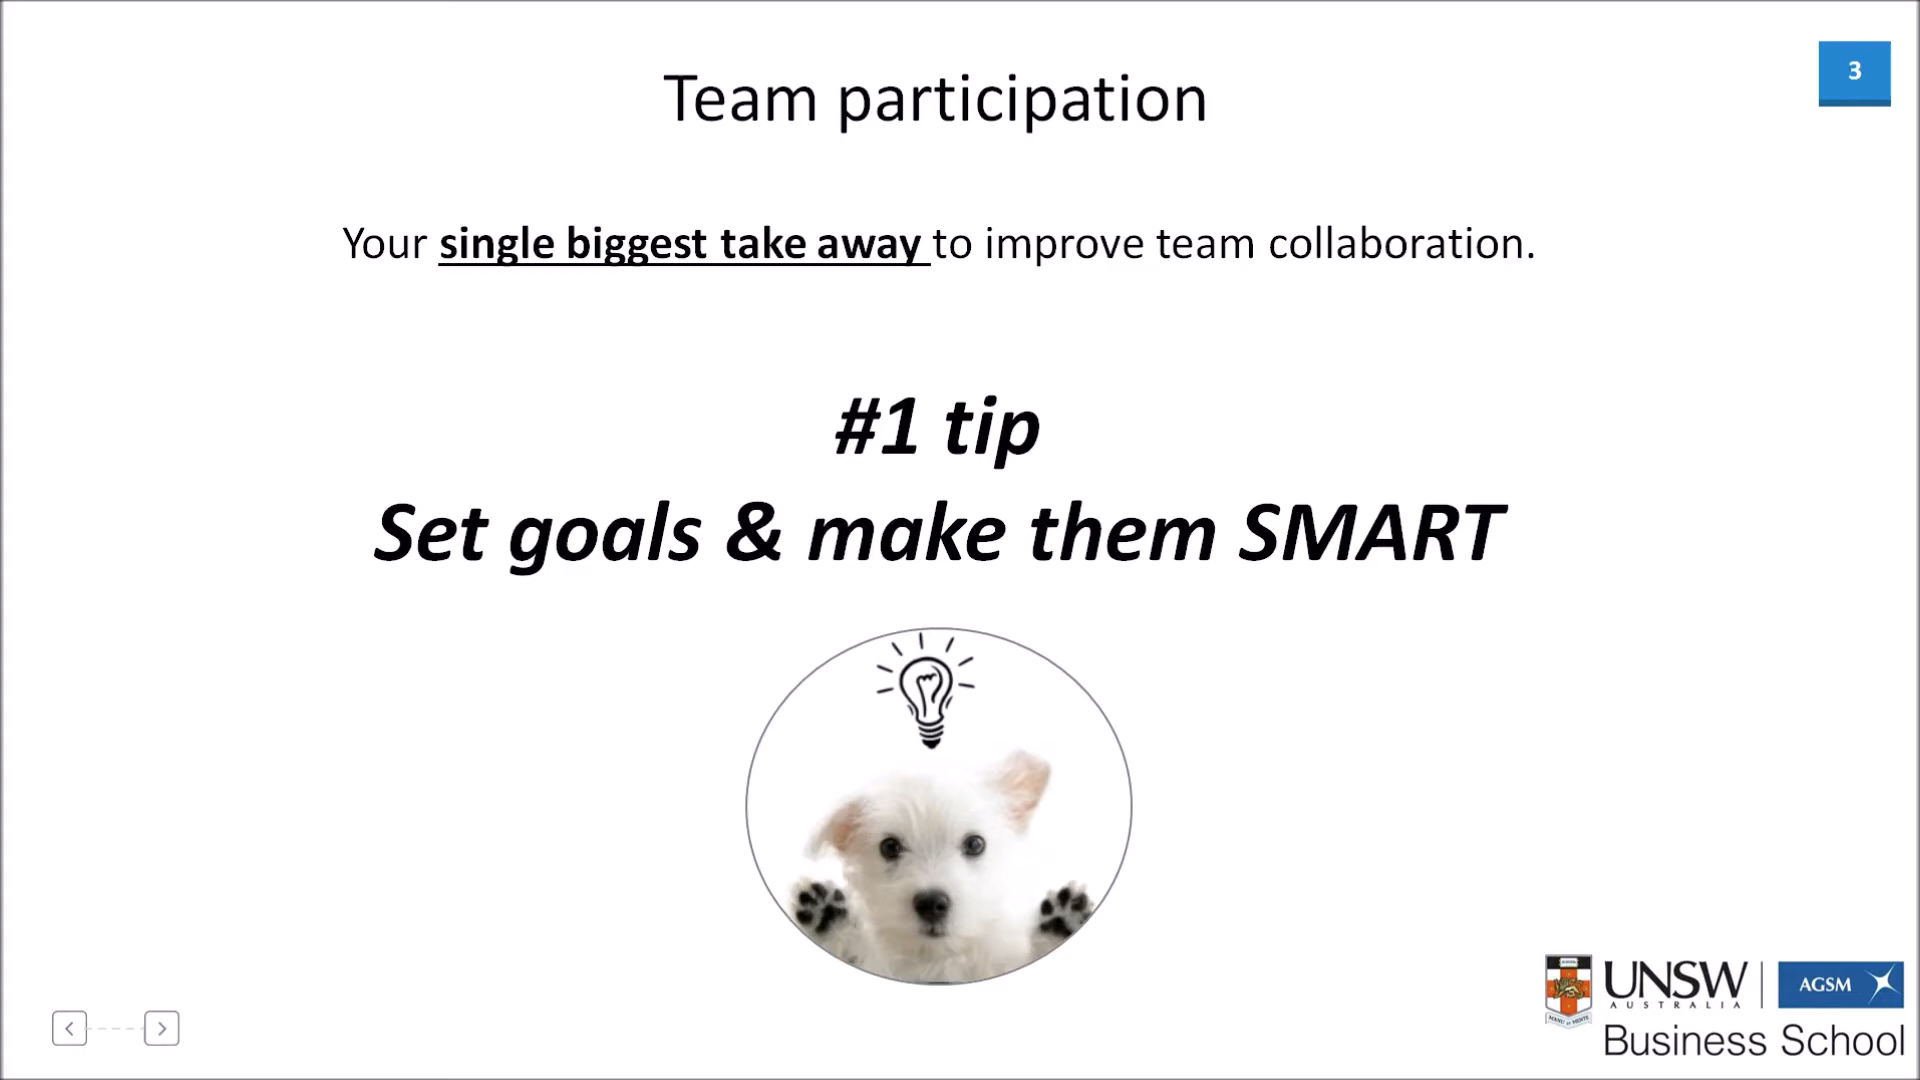 3
Team participation
Your single biggest take away to improve team collaboration.
#1 tip
Set goals & make them SMART
UNSW
AUSTRALIA
AGSM
Business School